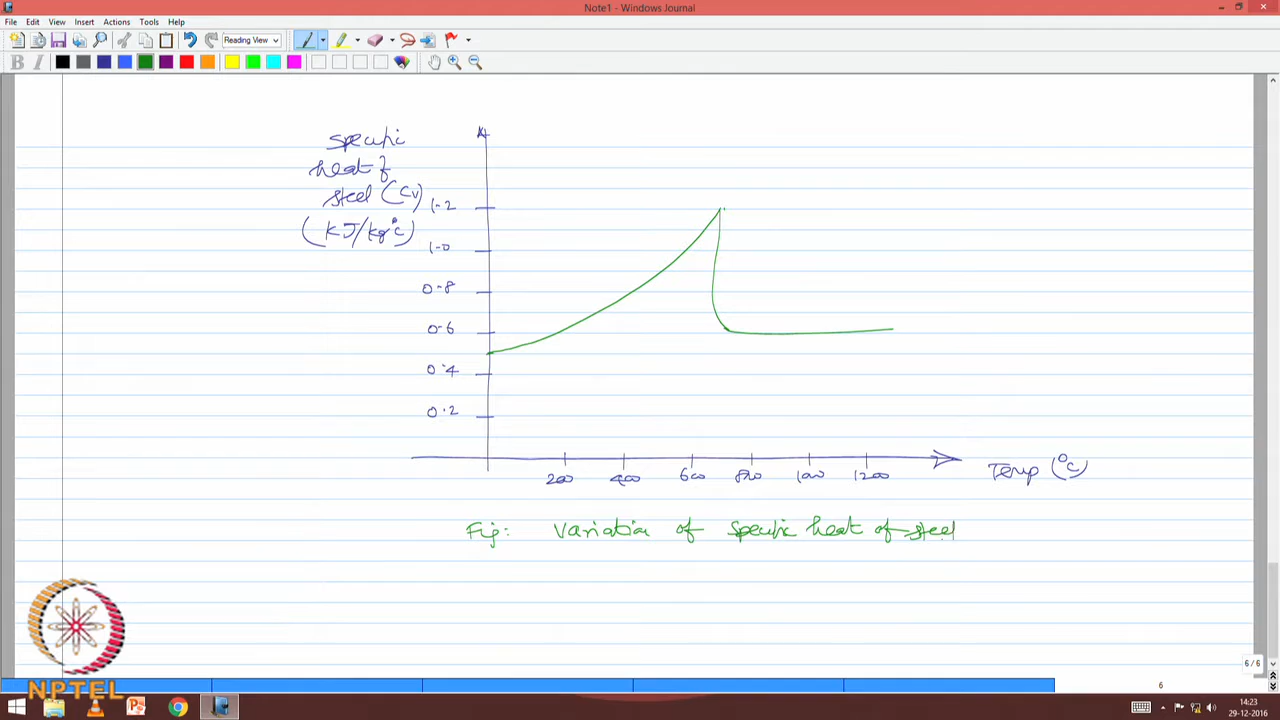 Note1 - Windows Journal
File Edit View Insert Actions Tools Help
Reading View
B I
specific
heat of
steel (Cv)
(KJ/kg°C)
1.2
1.0
0.8
0.6
0.4
0.2
200 400 600 800 1000 1200
Temp (°C)
Fig: Variation of specific heat of steel
6 / 6
NPTEL
6
14:23
29-12-2016